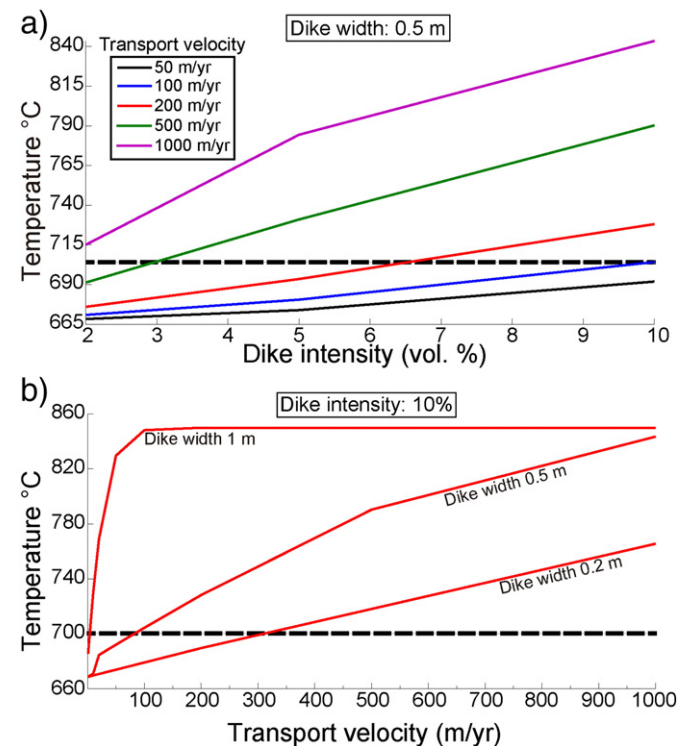 a)
Dike width: 0.5 m
Transport velocity
50 m/yr
100 m/yr
200 m/yr
500 m/yr
1000 m/yr
Temperature °C
840
815
790
765
740
715
690
665
2 3 4 5 6 7 8 9 10
Dike intensity (vol. %)
b)
Dike intensity: 10%
Dike width 1 m
Dike width 0.5 m
Dike width 0.2 m
Temperature °C
860
820
780
740
700
660
100 200 300 400 500 600 700 800 900 1000
Transport velocity (m/yr)